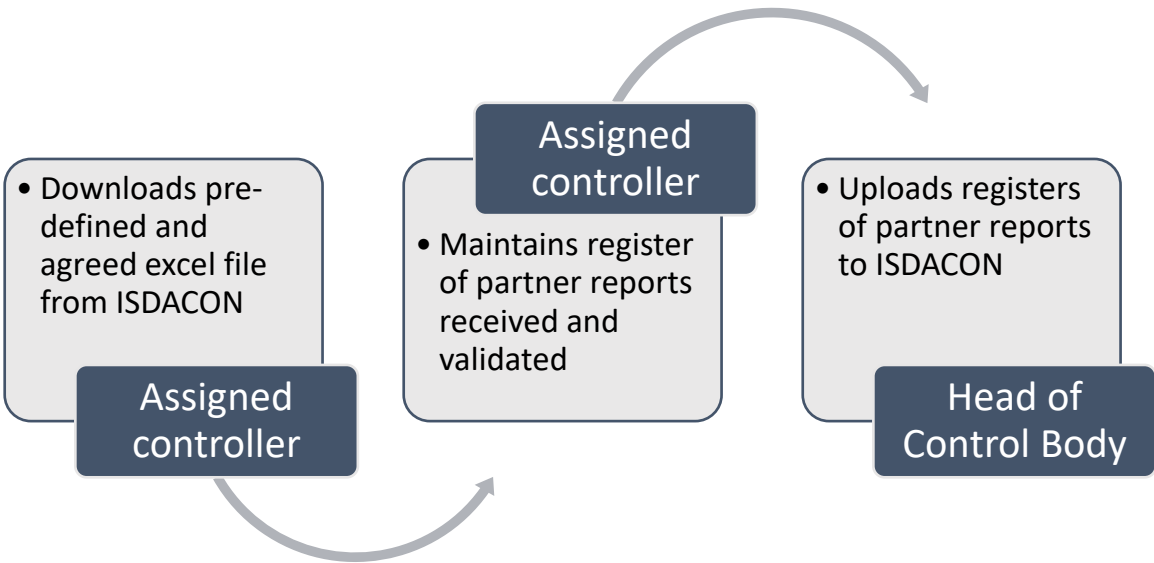 • Downloads pre-
defined and
agreed excel file
from ISDACON
Assigned
controller
Assigned
controller
• Maintains register
of partner reports
received and
validated
• Uploads registers
of partner reports
to ISDACON
Head of
Control Body